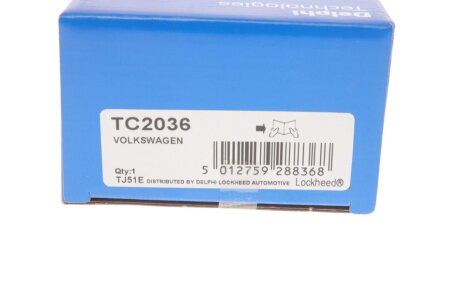 Delphi
Technologies
TC2036
VOLKSWAGEN
5 012759 288368
Qty:1
TJ51E DISTRIBUTED BY DELPHI LOCKHEED AUTOMOTIVE Lockheed®